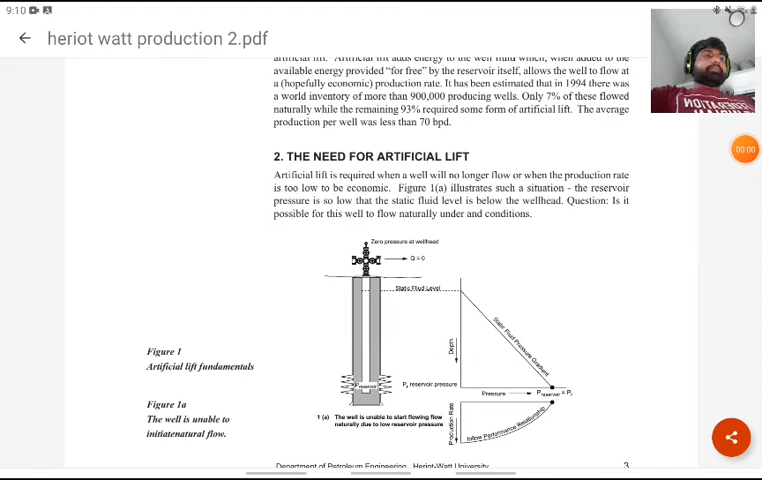 9:10
heriot watt production 2.pdf
artificial lift. Artificial lift adds energy to the well fluid which, when added to the
available energy provided “for free” by the reservoir itself, allows the well to flow at
a (hopefully economic) production rate. It has been estimated that in 1994 there was
a world inventory of more than 900,000 producing wells. Only 7% of these flowed
naturally while the remaining 93% required some form of artificial lift. The average
production per well was less than 70 bpd.
00:00
2. THE NEED FOR ARTIFICIAL LIFT
Artificial lift is required when a well will no longer flow or when the production rate
is too low to be economic. Figure 1(a) illustrates such a situation - the reservoir
pressure is so low that the static fluid level is below the wellhead. Question: Is it
possible for this well to flow naturally under and conditions.
Zero pressure at wellhead
Q = 0
Static Fluid Level
Static Fluid Pressure Gradient
Depth
Figure 1
Artificial lift fundamentals
Preservoir
Pr reservoir pressure
Pressure
Preservoir = Pr
Figure 1a
The well is unable to
initiatenatural flow.
1 (a) The well is unable to start flowing flow
naturally due to low reservoir pressure
Production Rate
Inflow Performance Relationship
Department of Petroleum Engineering, Heriot-Watt University
3